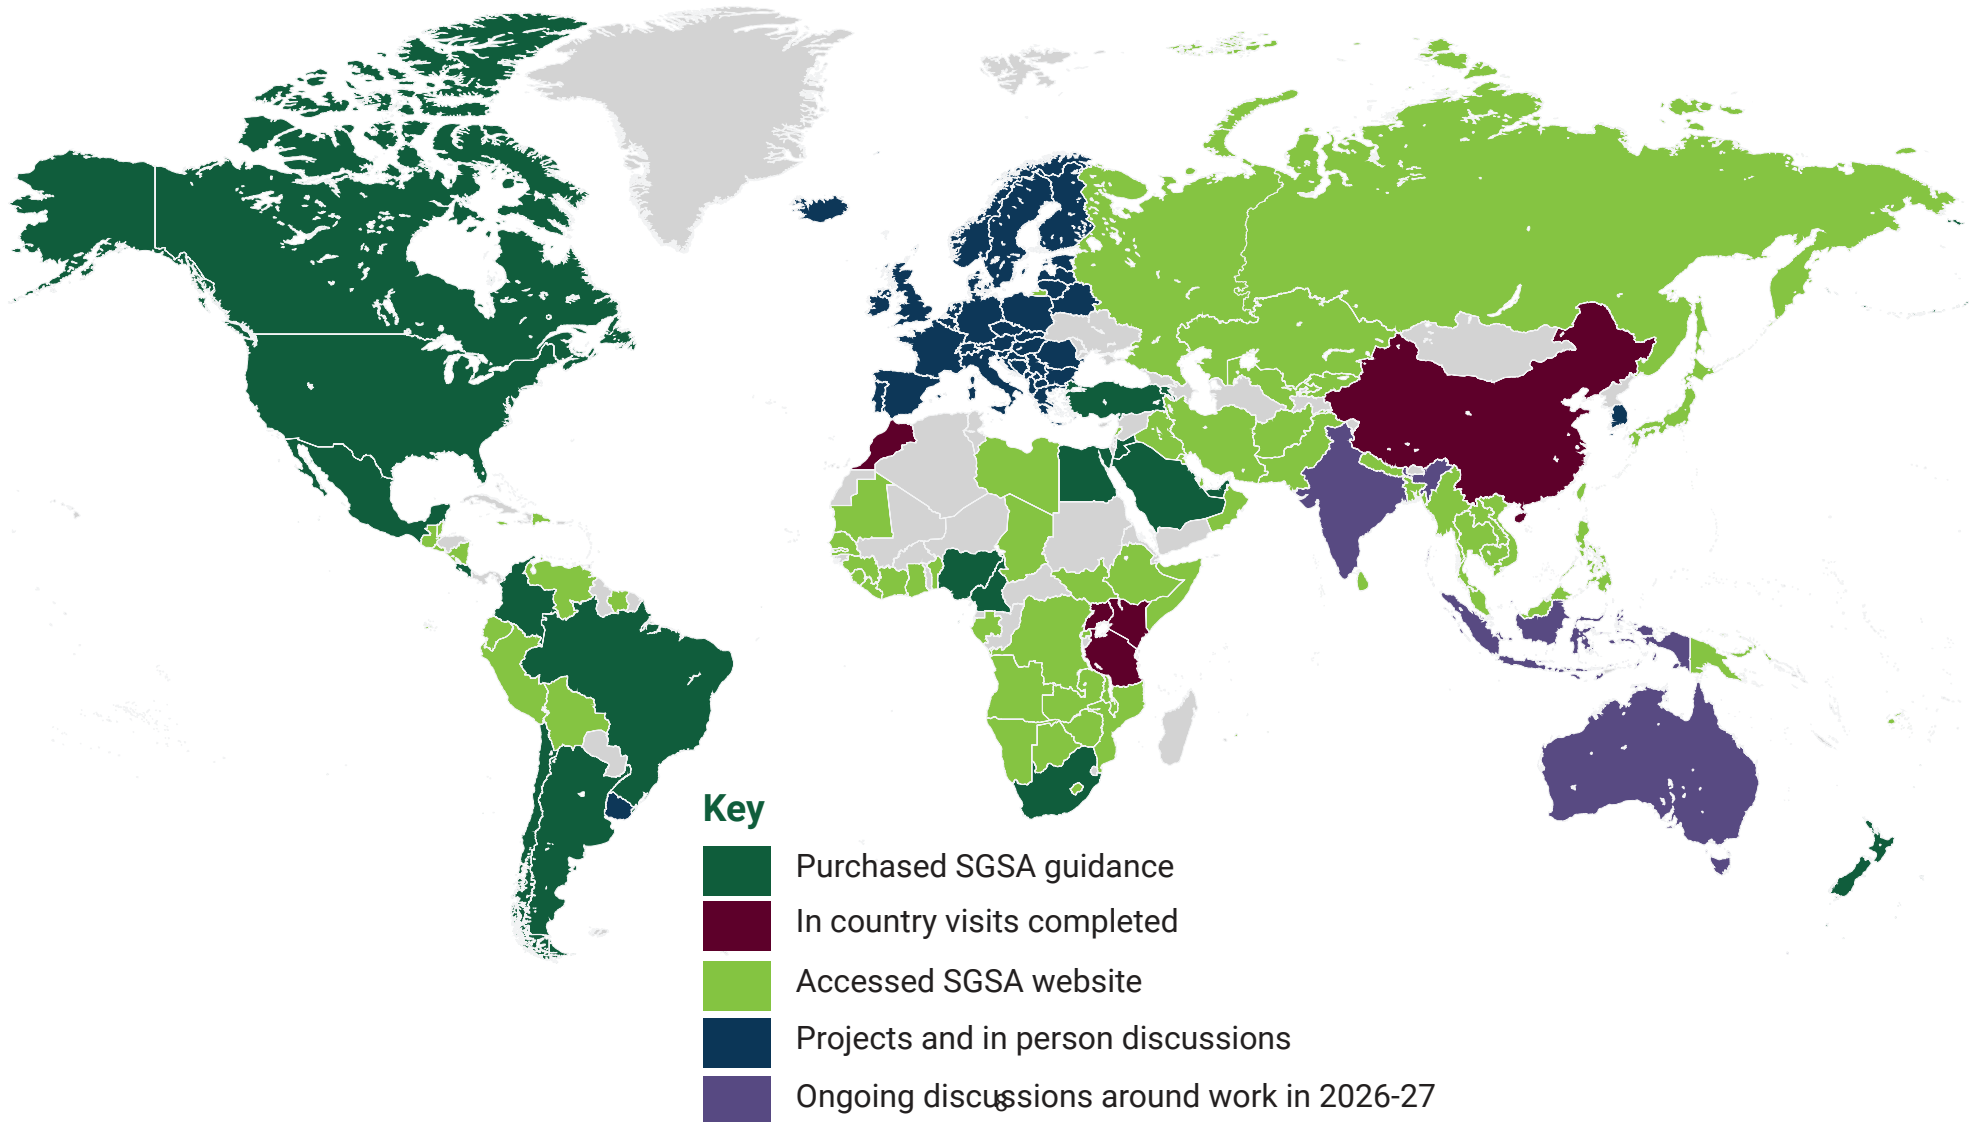 Key
Purchased SGSA guidance
In country visits completed
Accessed SGSA website
Projects and in person discussions
Ongoing discussions around work in 2026-27
8